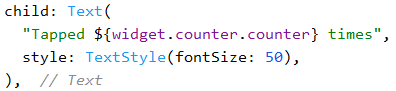 child: Text(
  "Tapped ${widget.counter.counter} times",
  style: TextStyle(fontSize: 50),
),  // Text